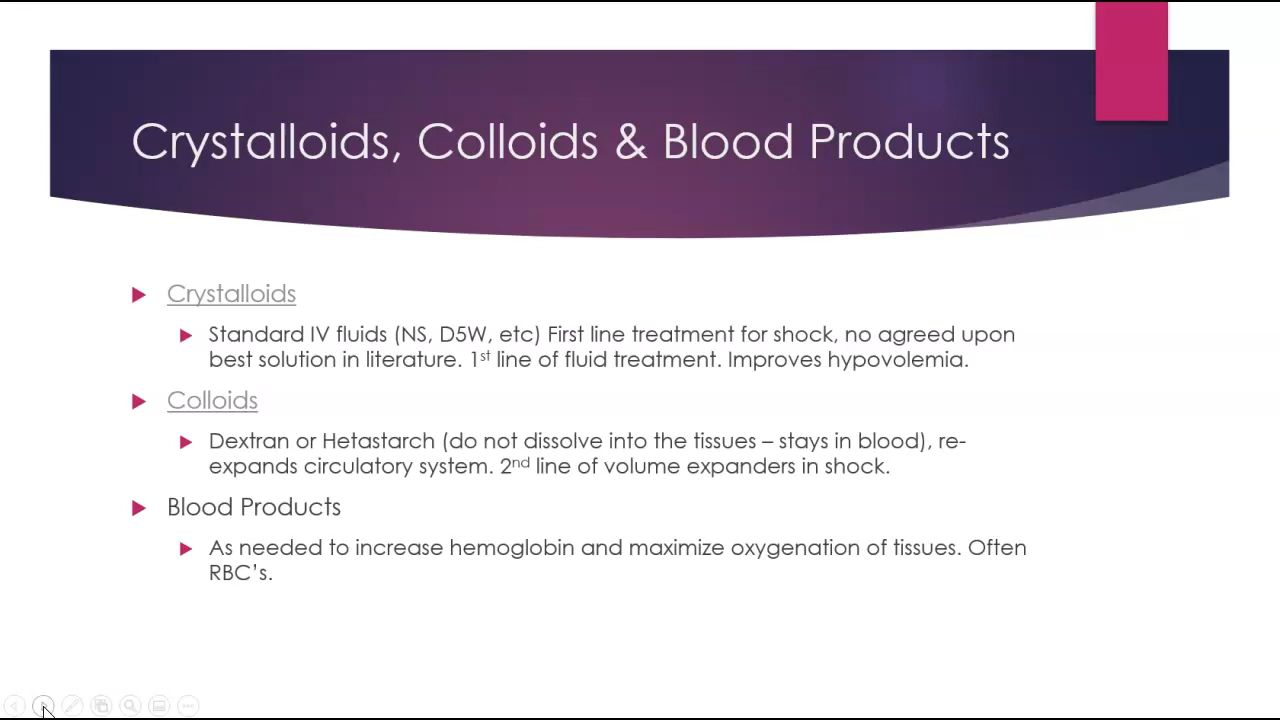 Crystalloids, Colloids & Blood Products
Crystalloids
Standard IV fluids (NS, D5W, etc) First line treatment for shock, no agreed upon
best solution in literature. 1st line of fluid treatment. Improves hypovolemia.
Colloids
Dextran or Hetastarch (do not dissolve into the tissues – stays in blood), re-
expands circulatory system. 2nd line of volume expanders in shock.
Blood Products
As needed to increase hemoglobin and maximize oxygenation of tissues. Often
RBC’s.